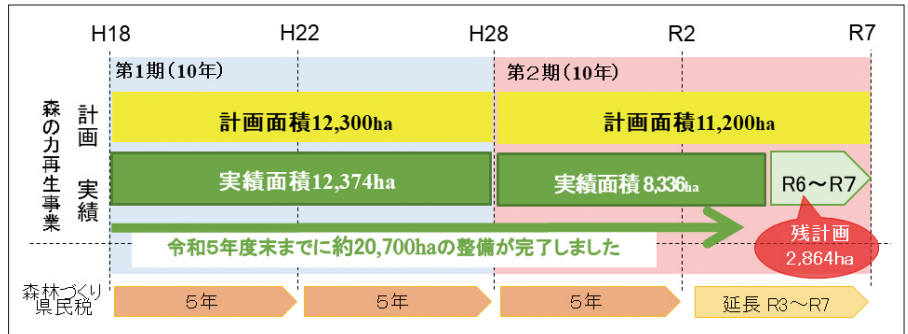 H18 H22 H28 R2 R7
第1期(10年) 第2期(10年)
森の力再生事業
計画 計画面積12,300ha 計画面積11,200ha
実績 実績面積12,374ha 実績面積8,336ha R6～R7
令和5年度末までに約20,700haの整備が完了しました
残計画
2,864ha
森林づくり
県民税
5年 5年 5年 延長 R3～R7